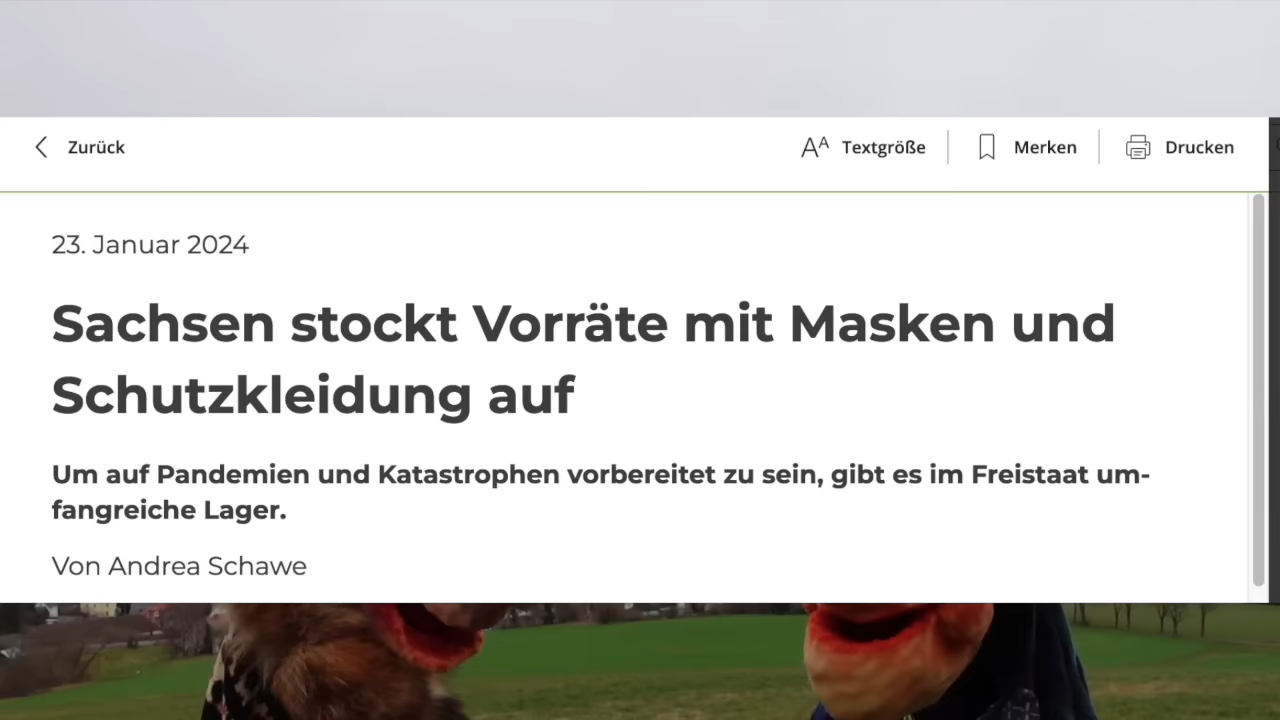 Zurück
Textgröße
Merken
Drucken
23. Januar 2024
Sachsen stockt Vorräte mit Masken und
Schutzkleidung auf
Um auf Pandemien und Katastrophen vorbereitet zu sein, gibt es im Freistaat um-
fangreiche Lager.
Von Andrea Schawe